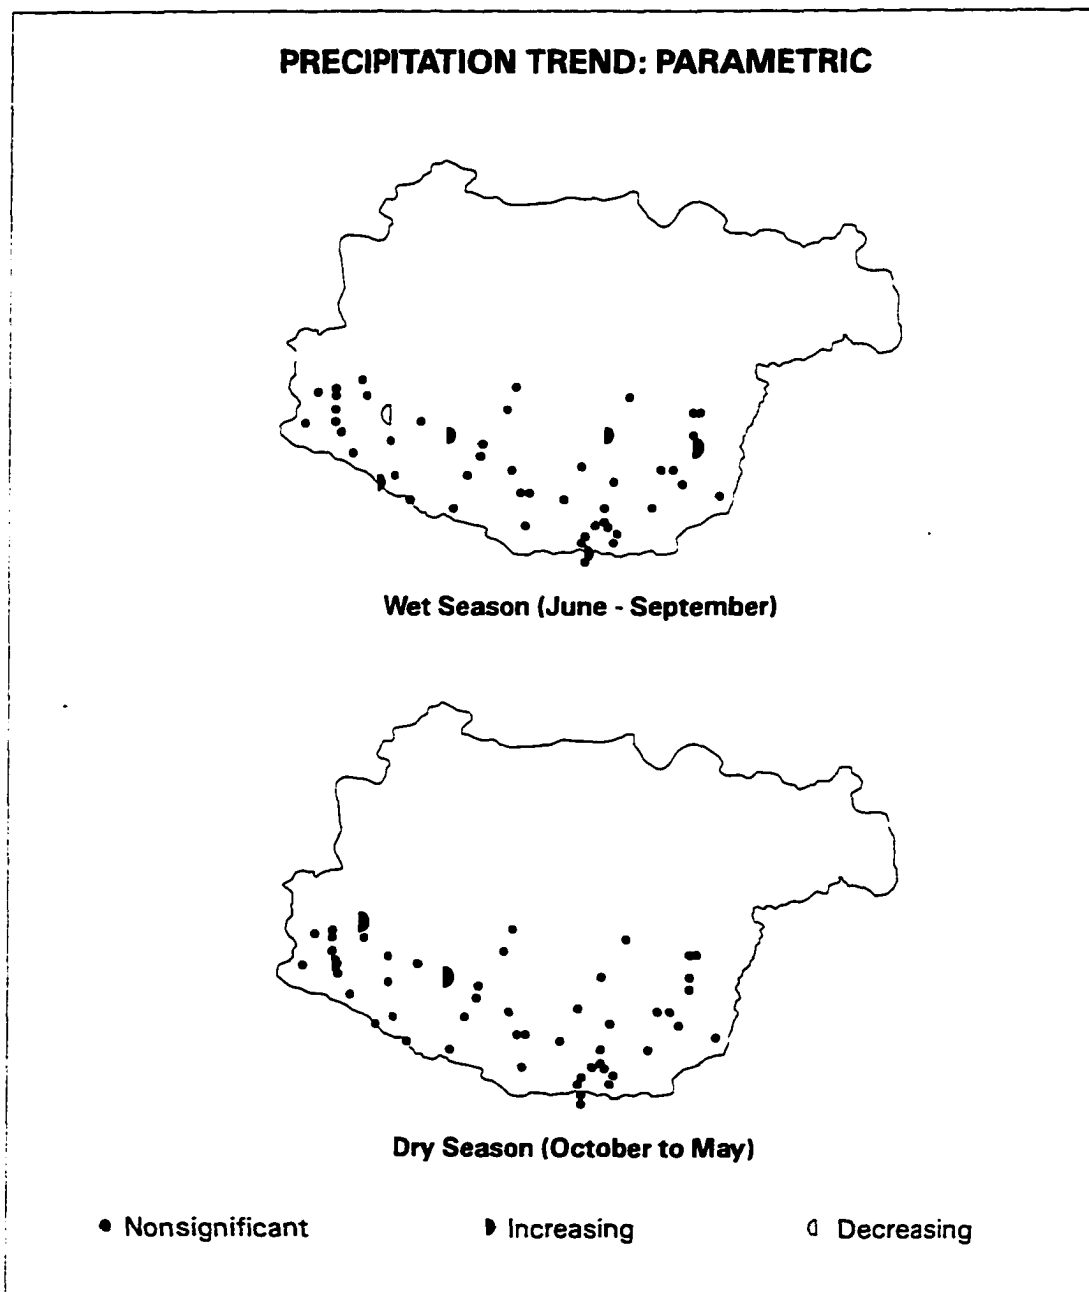 PRECIPITATION TREND: PARAMETRIC
Wet Season (June - September)
Dry Season (October to May)
Nonsignificant
Increasing
Decreasing